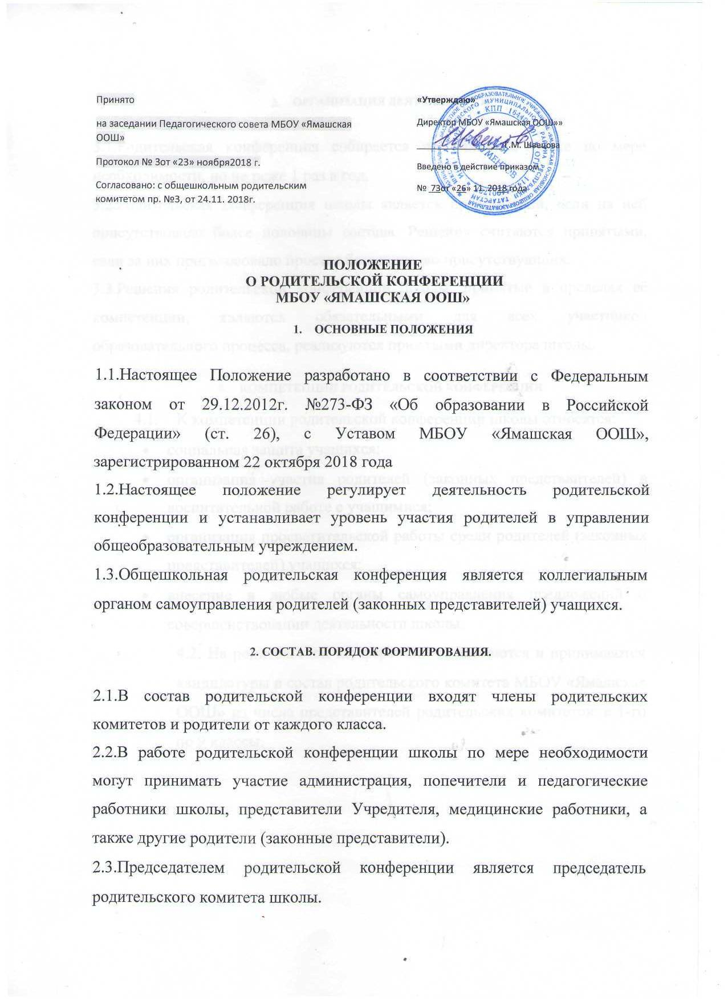 Принято
на заседании Педагогического совета МБОУ «Ямашская
ООШ»
Протокол № 3от «23» ноября2018 г.
Согласовано: с общешкольным родительским
комитетом пр. №3, от 24.11. 2018г.
«Утверждаю»
Директор МБОУ «Ямашская ООШ»»
Г.М. Швецова
Введено в действие приказом
№ 73от «26» 11. 2018 года
ПОЛОЖЕНИЕ
О РОДИТЕЛЬСКОЙ КОНФЕРЕНЦИИ
МБОУ «ЯМАШСКАЯ ООШ»
1. ОСНОВНЫЕ ПОЛОЖЕНИЯ
1.1.Настоящее Положение разработано в соответствии с Федеральным
законом от 29.12.2012г. №273-ФЗ «Об образовании в Российской
Федерации» (ст. 26), с Уставом МБОУ «Ямашская ООШ»,
зарегистрированном 22 октября 2018 года
1.2.Настоящее положение регулирует деятельность родительской
конференции и устанавливает уровень участия родителей в управлении
общеобразовательным учреждением.
1.3.Общешкольная родительская конференция является коллегиальным
органом самоуправления родителей (законных представителей) учащихся.
2. СОСТАВ. ПОРЯДОК ФОРМИРОВАНИЯ.
2.1.В состав родительской конференции входят члены родительских
комитетов и родители от каждого класса.
2.2.В работе родительской конференции школы по мере необходимости
могут принимать участие администрация, попечители и педагогические
работники школы, представители Учредителя, медицинские работники, а
также другие родители (законные представители).
2.3.Председателем родительской конференции является председатель
родительского комитета школы.